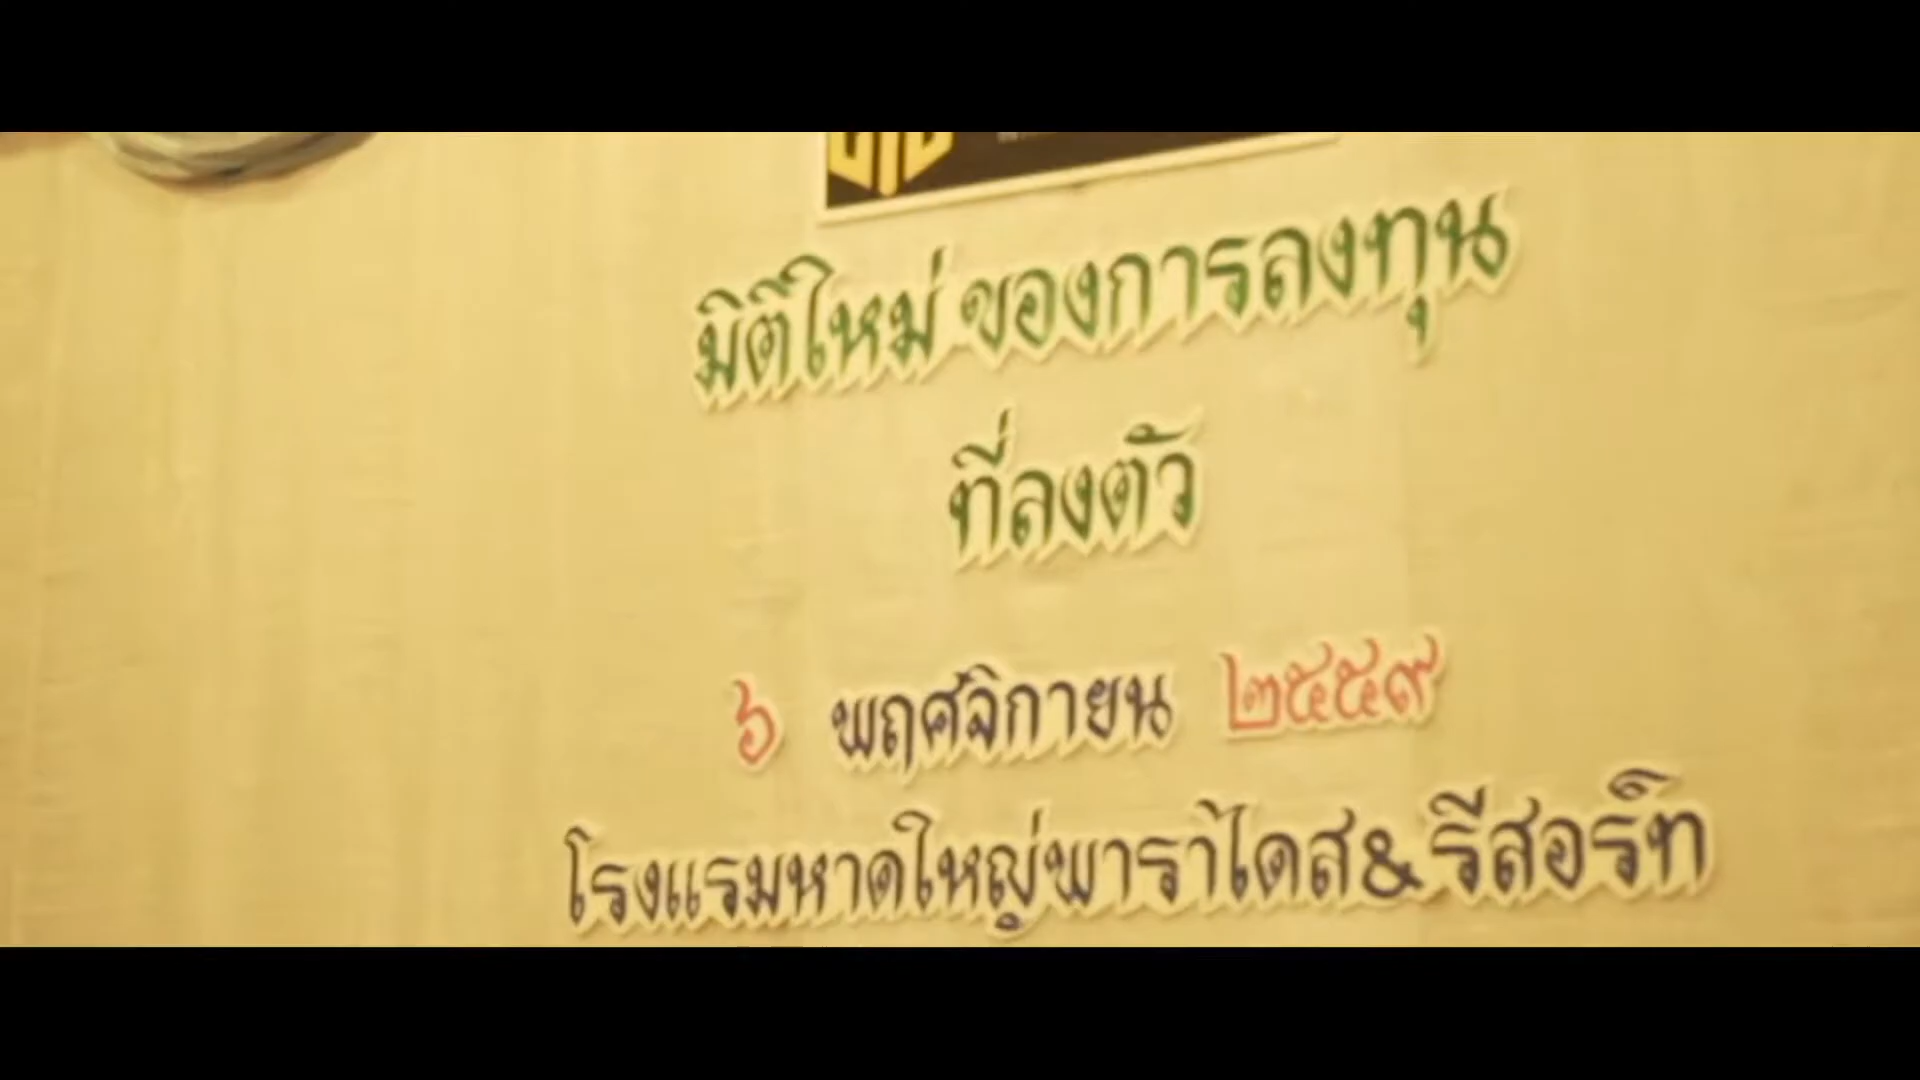 มิติใหม่ ของการลงทุน
ที่ลงตัว
๖ พฤศจิกายน ๒๕๕๙
โรงแรมหาดใหญ่พาราไดส&รีสอร์ท